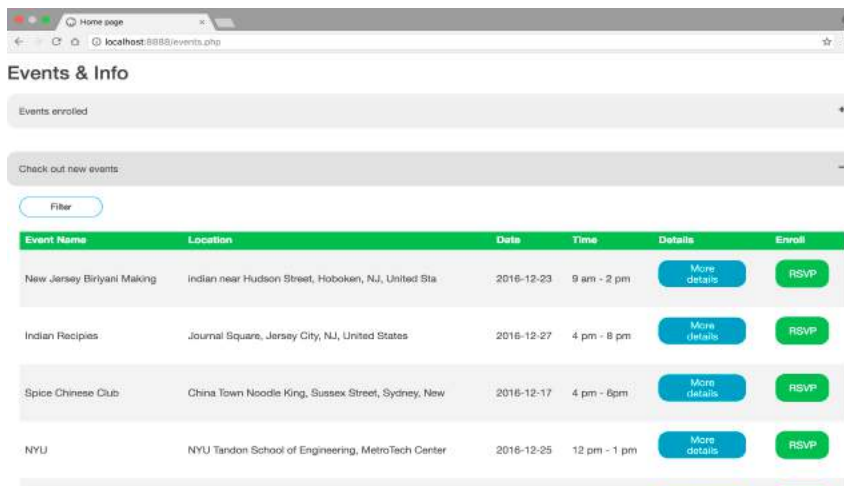 Home page
localhost:8888/events.php
Events & Info
Events enrolled
Check out new events
Filter
Event Name Location Date Time Details Enroll
New Jersey Biriyani Making indian near Hudson Street, Hoboken, NJ, United Sta 2016-12-23 9 am - 2 pm More details RSVP
Indian Recipies Journal Square, Jersey City, NJ, United States 2016-12-27 4 pm - 8 pm More details RSVP
Spice Chinese Club China Town Noodle King, Sussex Street, Sydney, New 2016-12-17 4 pm - 6pm More details RSVP
NYU NYU Tandon School of Engineering, MetroTech Center 2016-12-25 12 pm - 1 pm More details RSVP